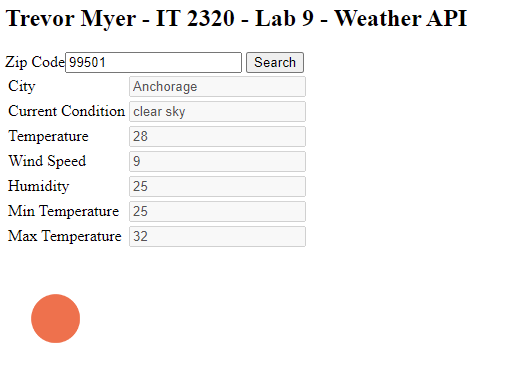 Trevor Myer - IT 2320 - Lab 9 - Weather API
Zip Code 99501 Search
City Anchorage
Current Condition clear sky
Temperature 28
Wind Speed 9
Humidity 25
Min Temperature 25
Max Temperature 32